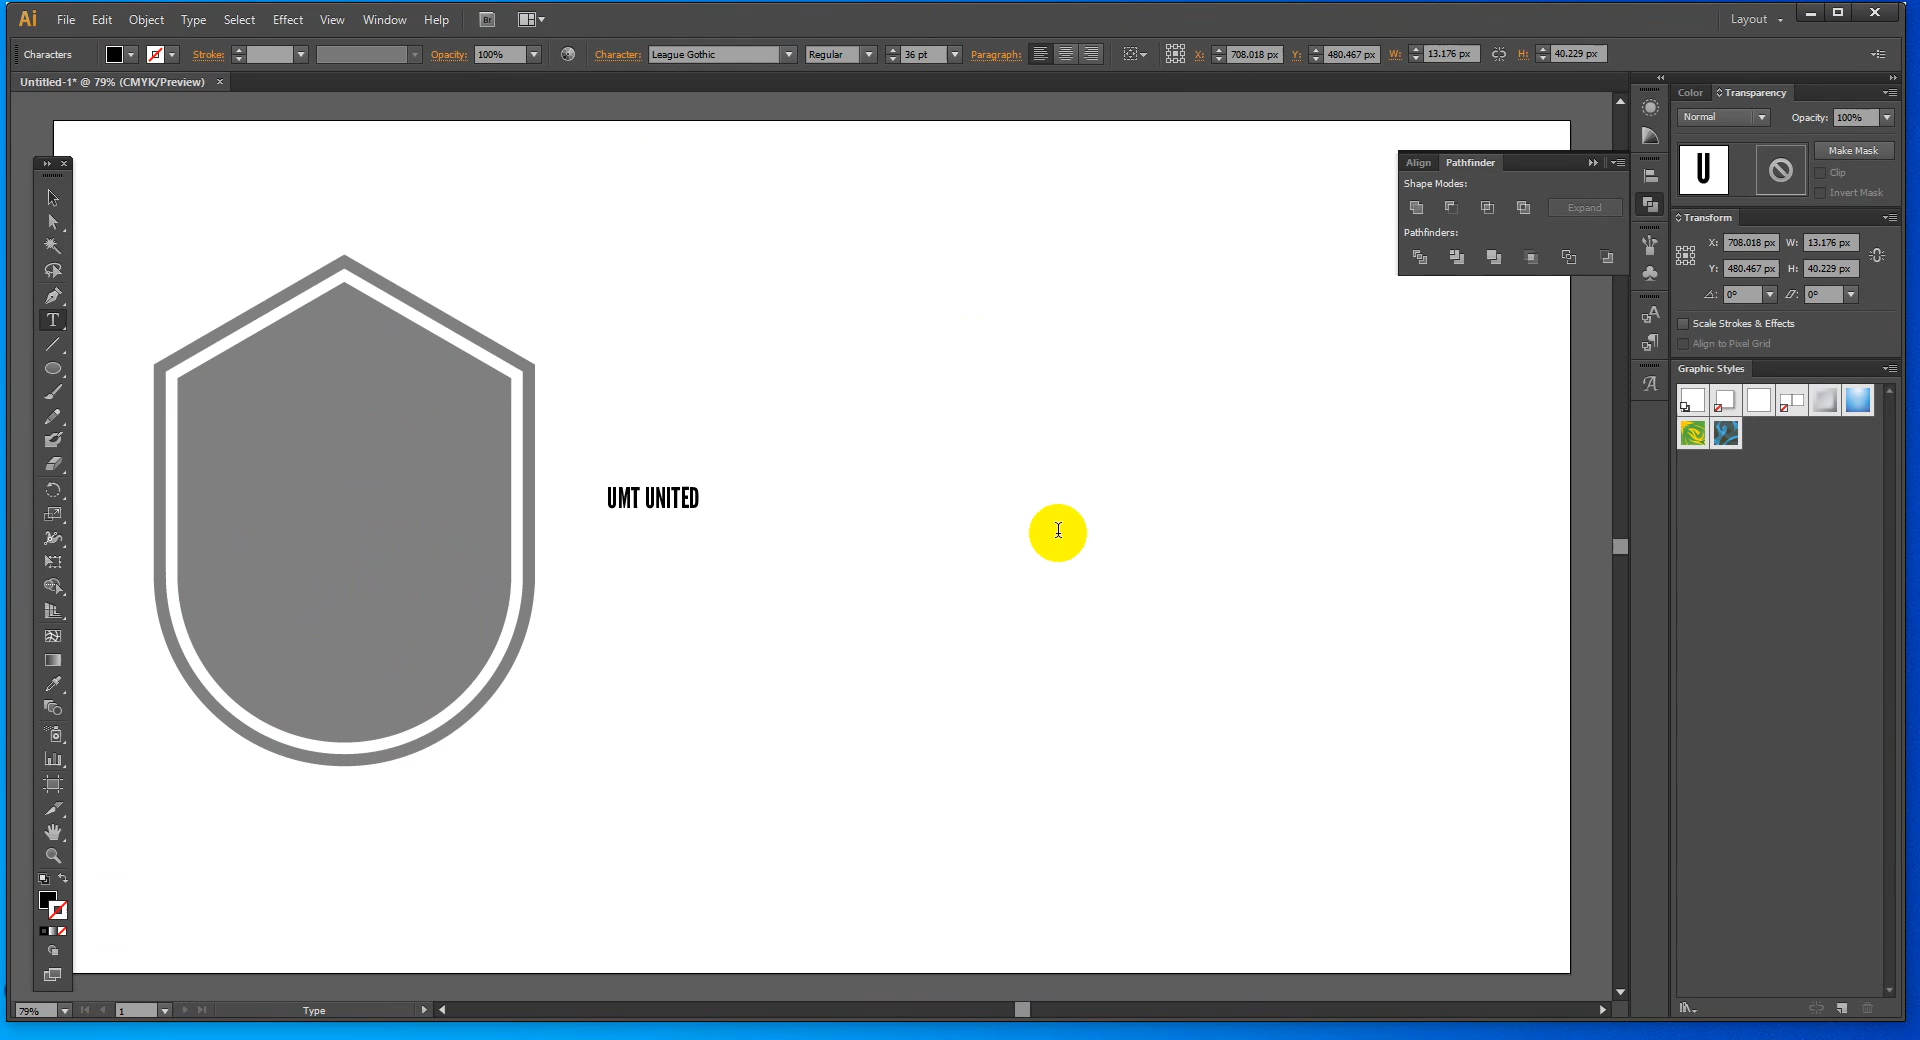 Ai File Edit Object Type Select Effect View Window Help Br Layout
Characters Stroke: Opacity: 100% Character: League Gothic Regular 36 pt Paragraph: X: 708.018 px Y: 480.467 px W: 13.176 px H: 40.229 px
Untitled-1* @ 79% (CMYK/Preview)
Color Transparency
Normal Opacity: 100%
U Make Mask
Clip
Invert Mask
Align Pathfinder
Shape Modes:
Expand
Pathfinders:
Transform
X: 708.018 px W: 13.176 px
Y: 480.467 px H: 40.229 px
0° 0°
Scale Strokes & Effects
Align to Pixel Grid
Graphic Styles
UMT UNITED
79% 1 Type